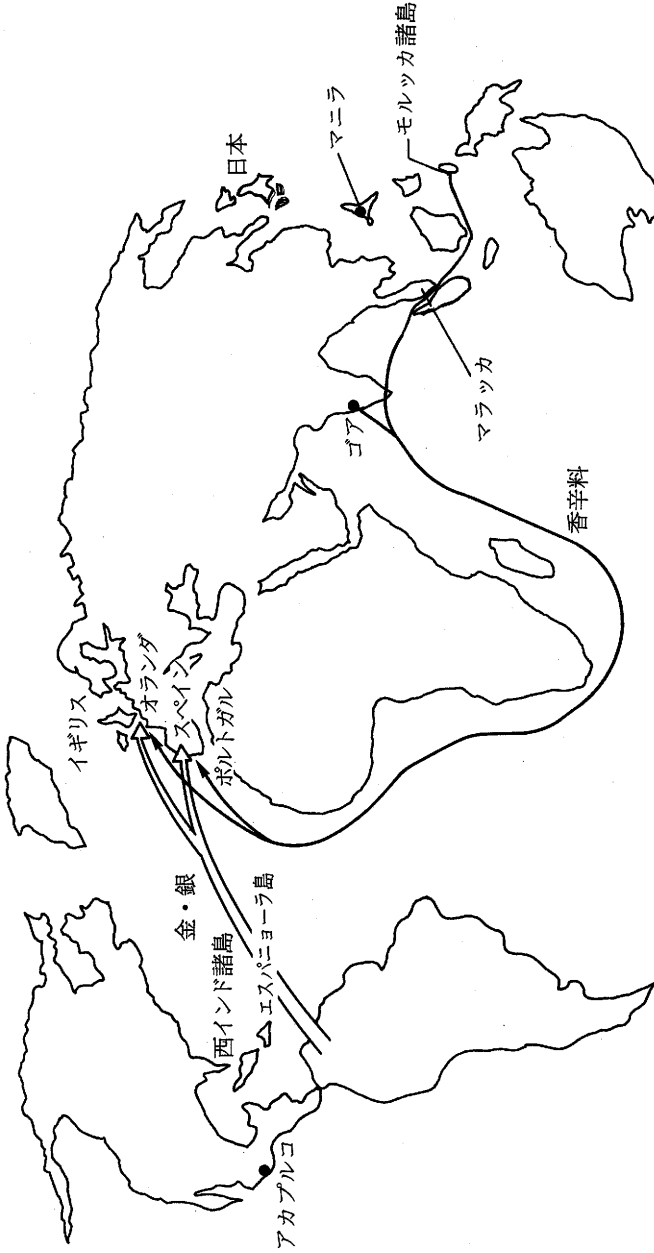 アカプルコ
西インド諸島
エスパニョーラ島
金・銀
イギリス
オランダ
スペイン
ポルトガル
香辛料
ゴア
マラッカ
日本
マニラ
モルッカ諸島